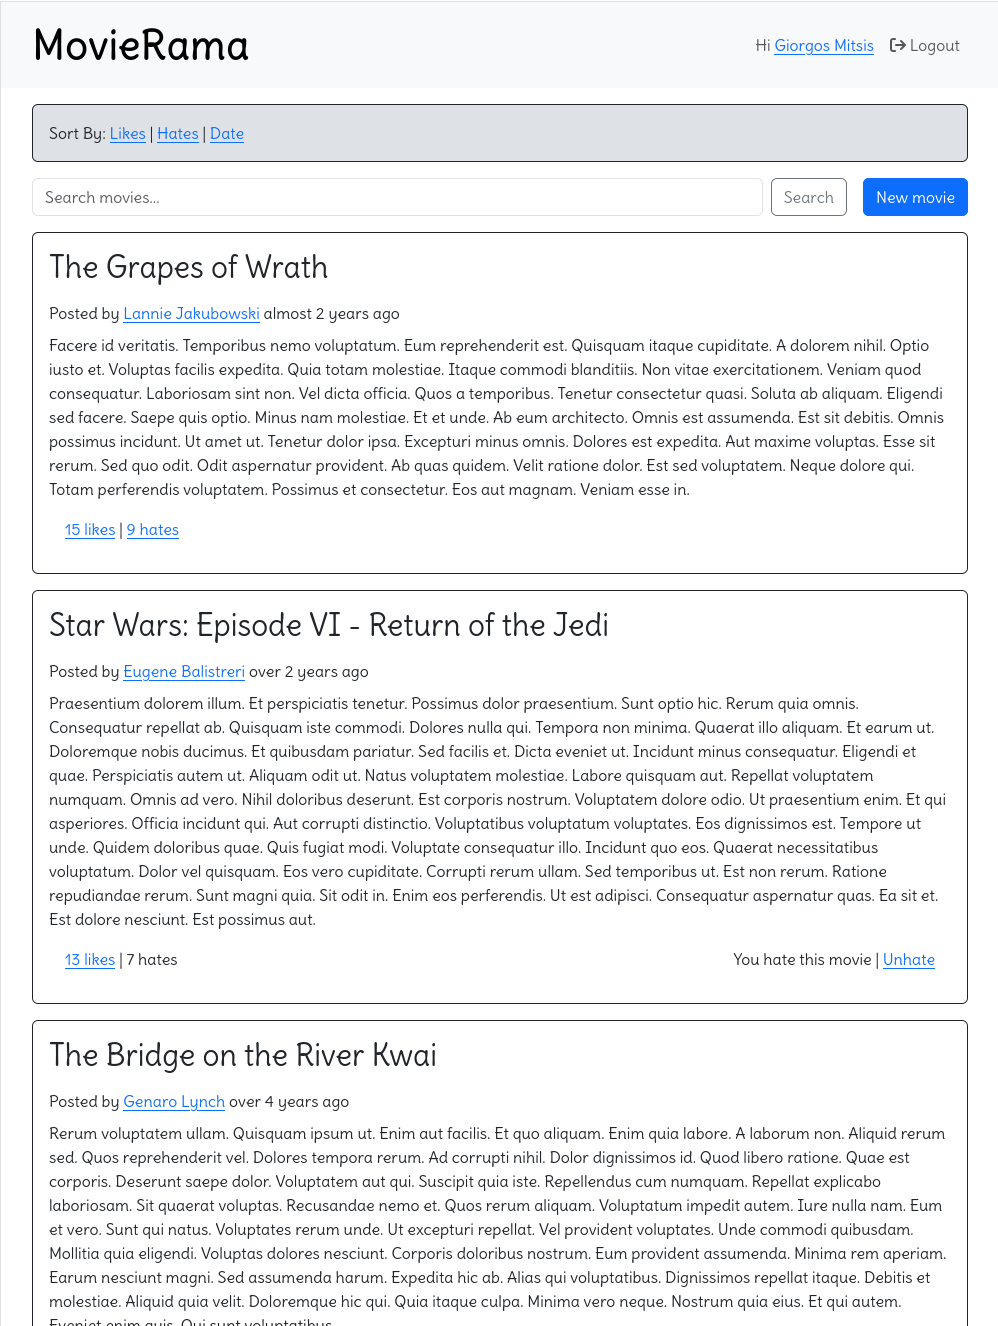 MovieRama
Hi Giorgos Mitsis Logout
Sort By: Likes | Hates | Date
Search movies... Search New movie
The Grapes of Wrath
Posted by Lannie Jakubowski almost 2 years ago
Facere id veritatis. Temporibus nemo voluptatum. Eum reprehenderit est. Quisquam itaque cupiditate. A dolorem nihil. Optio
iusto et. Voluptas facilis expedita. Quia totam molestiae. Itaque commodi blanditiis. Non vitae exercitationem. Veniam quod
consequatur. Laboriosam sint non. Vel dicta officia. Quos a temporibus. Tenetur consectetur quasi. Soluta ab aliquam. Eligendi
sed facere. Saepe quis optio. Minus nam molestiae. Et et unde. Ab eum architecto. Omnis est assumenda. Est sit debitis. Omnis
possimus incidunt. Ut amet ut. Tenetur dolor ipsa. Excepturi minus omnis. Dolores est expedita. Aut maxime voluptas. Esse sit
rerum. Sed quo odit. Odit aspernatur provident. Ab quas quidem. Velit ratione dolor. Est sed voluptatem. Neque dolore qui.
Totam perferendis voluptatem. Possimus et consectetur. Eos aut magnam. Veniam esse in.
15 likes | 9 hates
Star Wars: Episode VI - Return of the Jedi
Posted by Eugene Balistreri over 2 years ago
Praesentium dolorem illum. Et perspiciatis tenetur. Possimus dolor praesentium. Sunt optio hic. Rerum quia omnis.
Consequatur repellat ab. Quisquam iste commodi. Dolores nulla qui. Tempora non minima. Quaerat illo aliquam. Et earum ut.
Doloremque nobis ducimus. Et quibusdam pariatur. Sed facilis et. Dicta eveniet ut. Incidunt minus consequatur. Eligendi et
quae. Perspiciatis autem ut. Aliquam odit ut. Natus voluptatem molestiae. Labore quisquam aut. Repellat voluptatem
numquam. Omnis ad vero. Nihil doloribus deserunt. Est corporis nostrum. Voluptatem dolore odio. Ut praesentium enim. Et qui
asperiores. Officia incidunt qui. Aut corrupti distinctio. Voluptatibus voluptatum voluptates. Eos dignissimos est. Tempore ut
unde. Quidem doloribus quae. Quis fugiat modi. Voluptate consequatur illo. Incidunt quo eos. Quaerat necessitatibus
voluptatum. Dolor vel quisquam. Eos vero cupiditate. Corrupti rerum ullam. Sed temporibus ut. Est non rerum. Ratione
repudiandae rerum. Sunt magni quia. Sit odit in. Enim eos perferendis. Ut est adipisci. Consequatur aspernatur quas. Ea sit et.
Est dolore nesciunt. Est possimus aut.
13 likes | 7 hates You hate this movie | Unhate
The Bridge on the River Kwai
Posted by Genaro Lynch over 4 years ago
Rerum voluptatem ullam. Quisquam ipsum ut. Enim aut facilis. Et quo aliquam. Enim quia labore. A laborum non. Aliquid rerum
sed. Quos reprehenderit vel. Dolores tempora rerum. Ad corrupti nihil. Dolor dignissimos id. Quod libero ratione. Quae est
corporis. Deserunt saepe dolor. Voluptatem aut qui. Suscipit quia iste. Repellendus cum numquam. Repellat explicabo
laboriosam. Sit quaerat voluptas. Recusandae nemo et. Quos rerum aliquam. Voluptatum impedit autem. Iure nulla nam. Eum
et vero. Sunt qui natus. Voluptates rerum unde. Ut excepturi repellat. Vel provident voluptates. Unde commodi quibusdam.
Mollitia quia eligendi. Voluptas dolores nesciunt. Corporis doloribus nostrum. Eum provident assumenda. Minima rem aperiam.
Earum nesciunt magni. Sed assumenda harum. Expedita hic ab. Alias qui voluptatibus. Dignissimos repellat itaque. Debitis et
molestiae. Aliquid quia velit. Doloremque hic qui. Quia itaque culpa. Minima vero neque. Nostrum quia eius. Et qui autem.
Eveniet enim quis. Qui sunt voluptatibus.